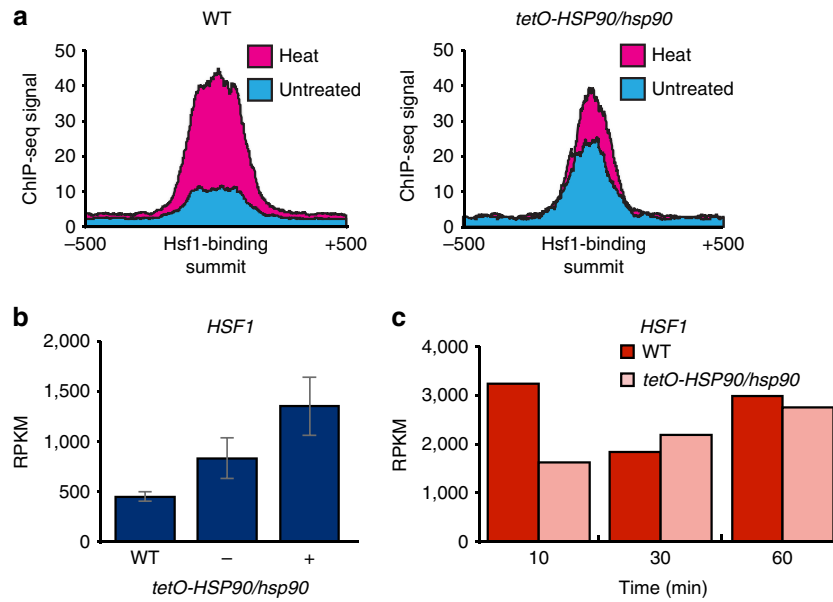 a
WT
Heat
Untreated
ChIP-seq signal
50
40
30
20
10
0
–500
Hsf1-binding
summit
+500
tetO-HSP90/hsp90
Heat
Untreated
ChIP-seq signal
50
40
30
20
10
0
–500
Hsf1-binding
summit
+500
b
HSF1
RPKM
2,000
1,500
1,000
500
0
WT
–
+
tetO-HSP90/hsp90
c
HSF1
WT
tetO-HSP90/hsp90
RPKM
4,000
3,000
2,000
1,000
0
10
30
60
Time (min)